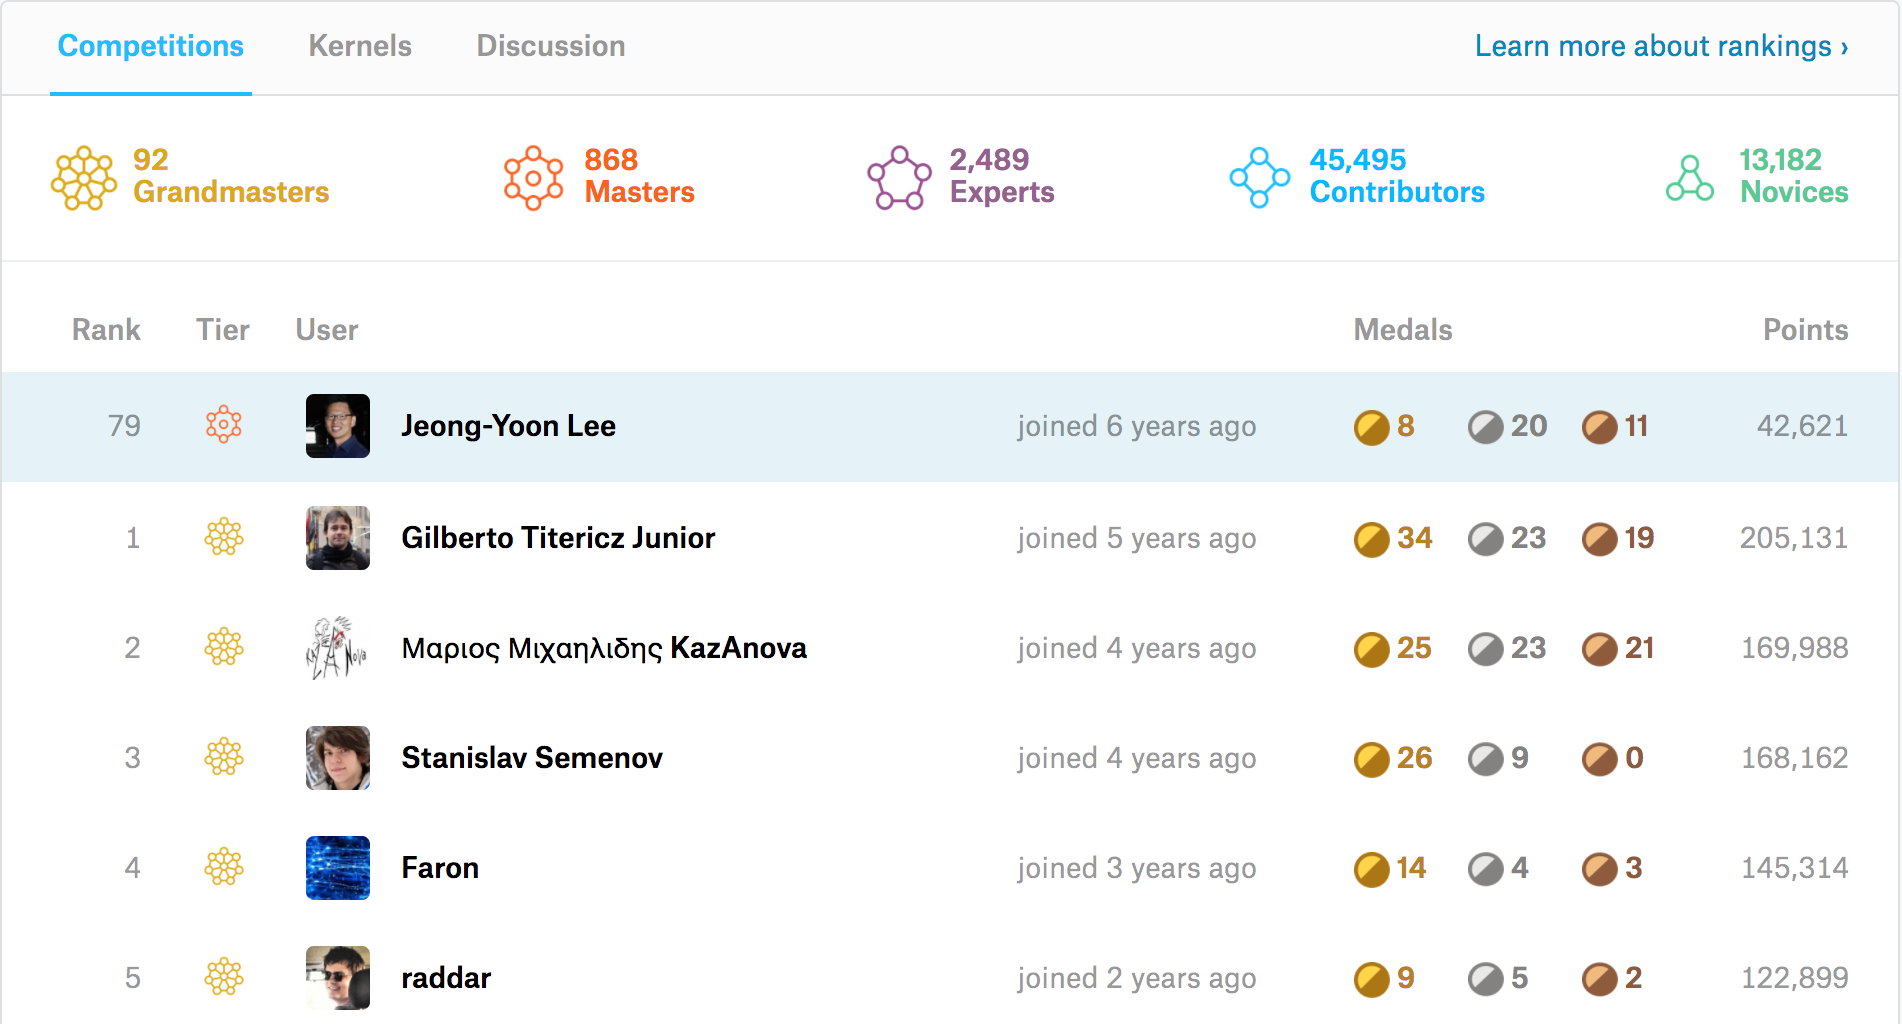 Competitions Kernels Discussion Learn more about rankings ›
92 868 2,489 45,495 13,182
Grandmasters Masters Experts Contributors Novices
Rank Tier User Medals Points
79 Jeong-Yoon Lee joined 6 years ago 8 20 11 42,621
1 Gilberto Titericz Junior joined 5 years ago 34 23 19 205,131
2 Μαριος Μιχαηλιδης KazAnova joined 4 years ago 25 23 21 169,988
3 Stanislav Semenov joined 4 years ago 26 9 0 168,162
4 Faron joined 3 years ago 14 4 3 145,314
5 raddar joined 2 years ago 9 5 2 122,899